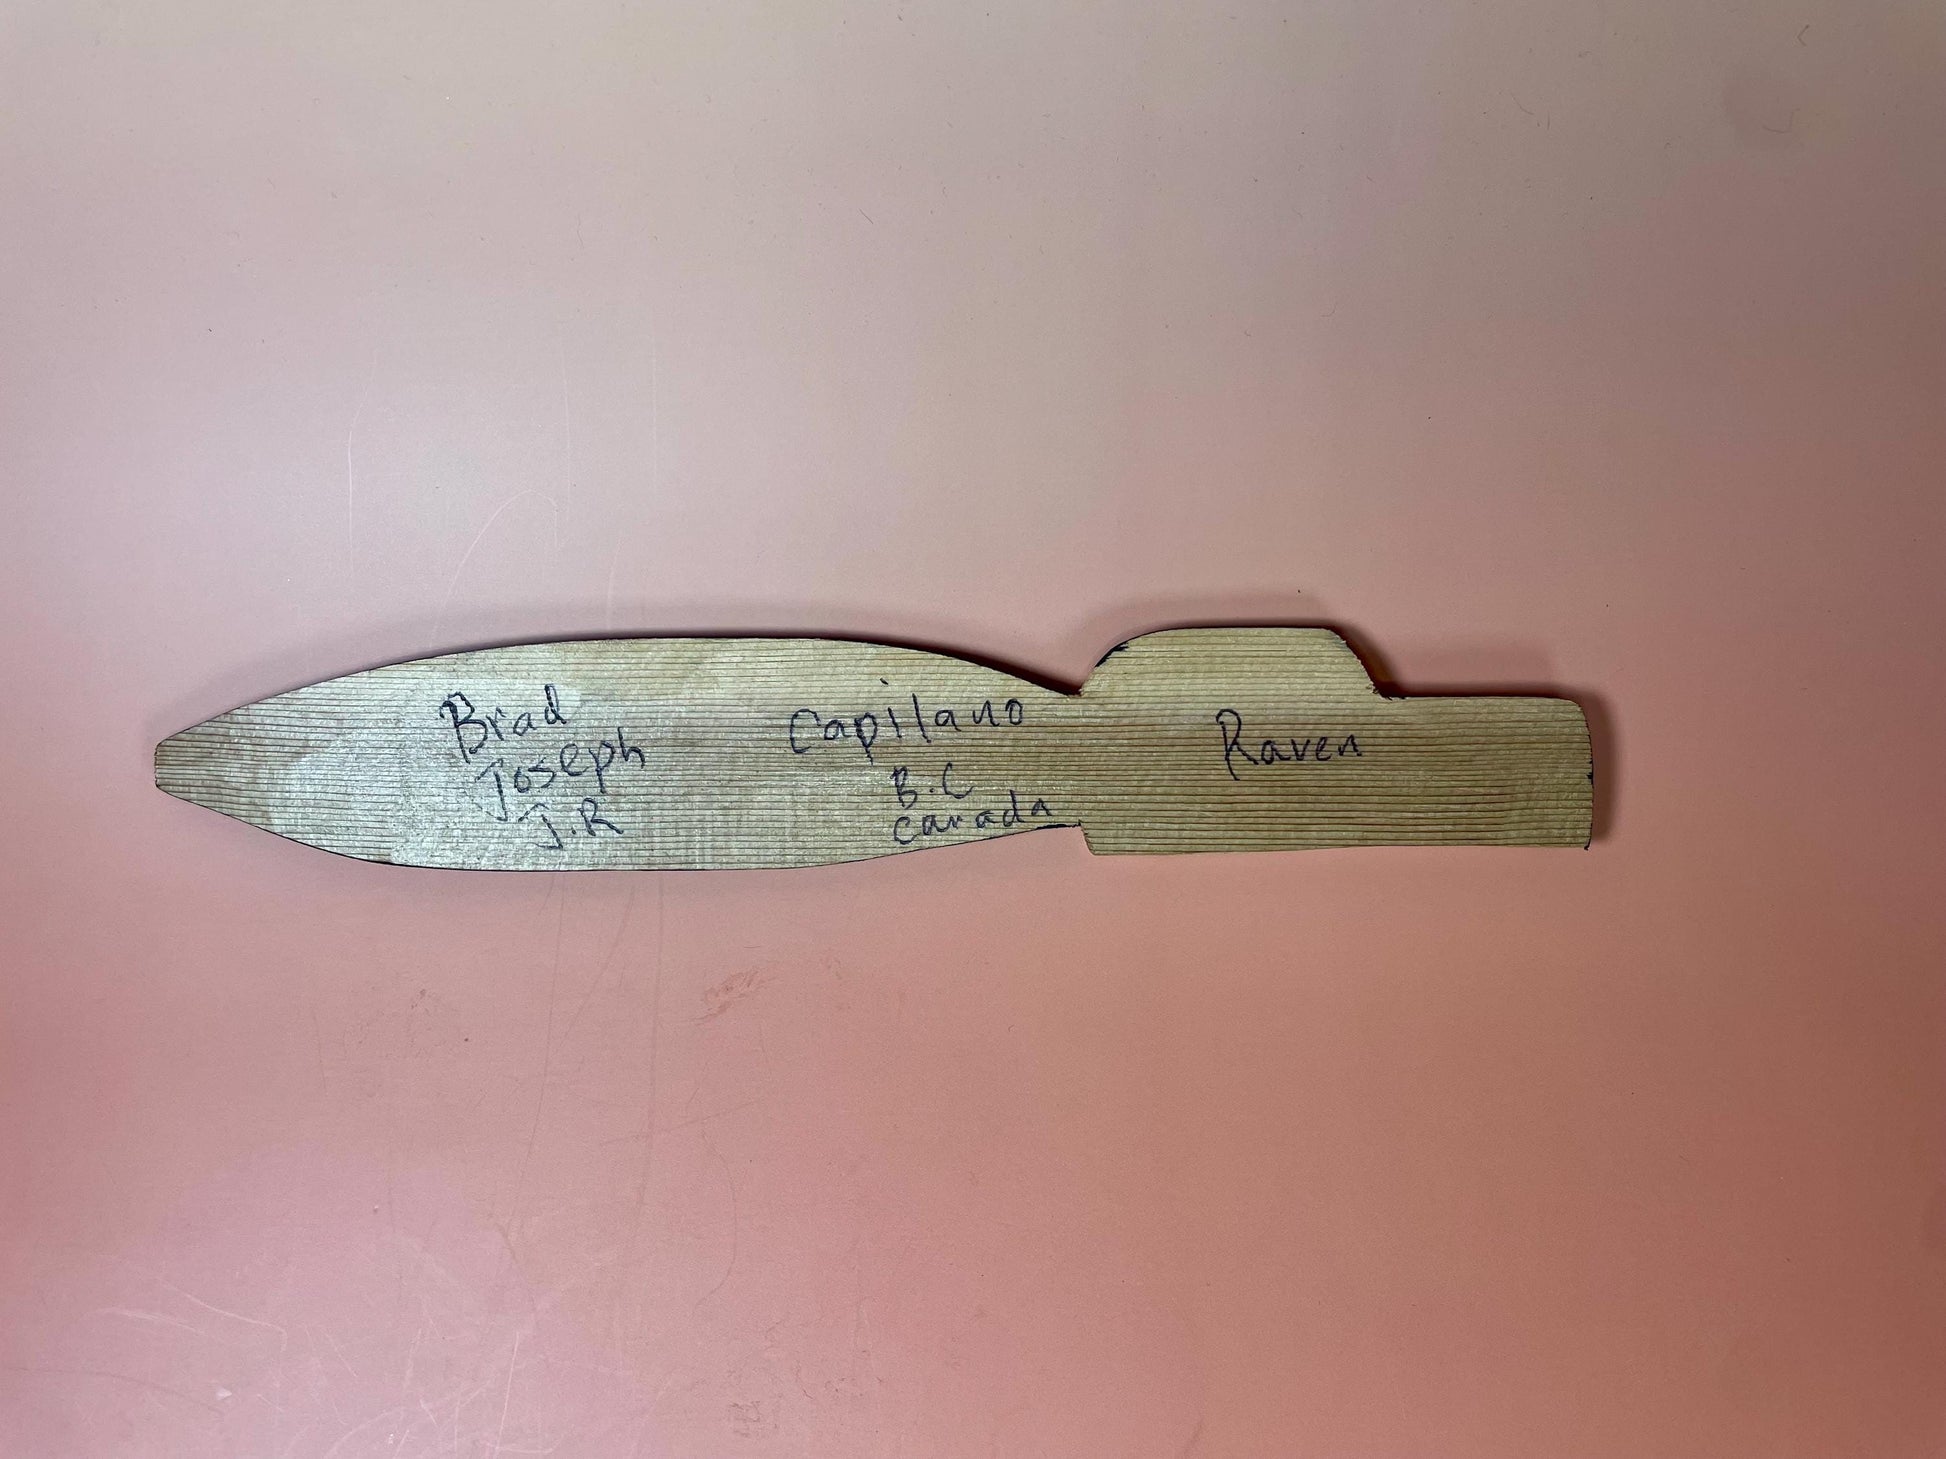 Brad
Joseph
J.R
Capilano
B.C
Canada
Raven